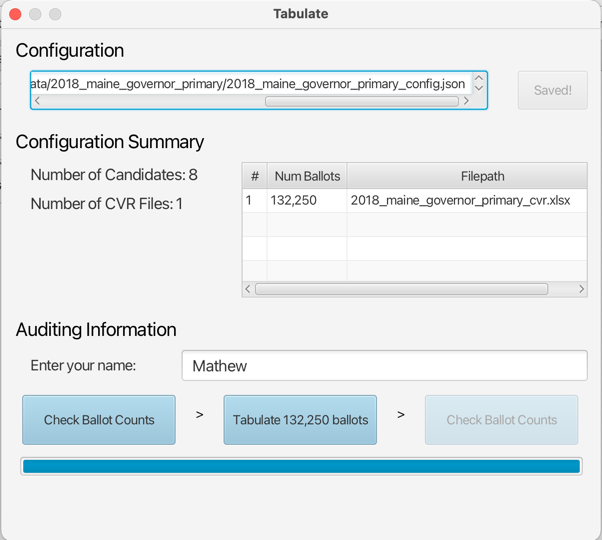 Tabulate
Configuration
ata/2018_maine_governor_primary/2018_maine_governor_primary_config.json
Saved!
Configuration Summary
Number of Candidates: 8
Number of CVR Files: 1
# Num Ballots Filepath
1 132,250 2018_maine_governor_primary_cvr.xlsx
Auditing Information
Enter your name: Mathew
Check Ballot Counts > Tabulate 132,250 ballots > Check Ballot Counts